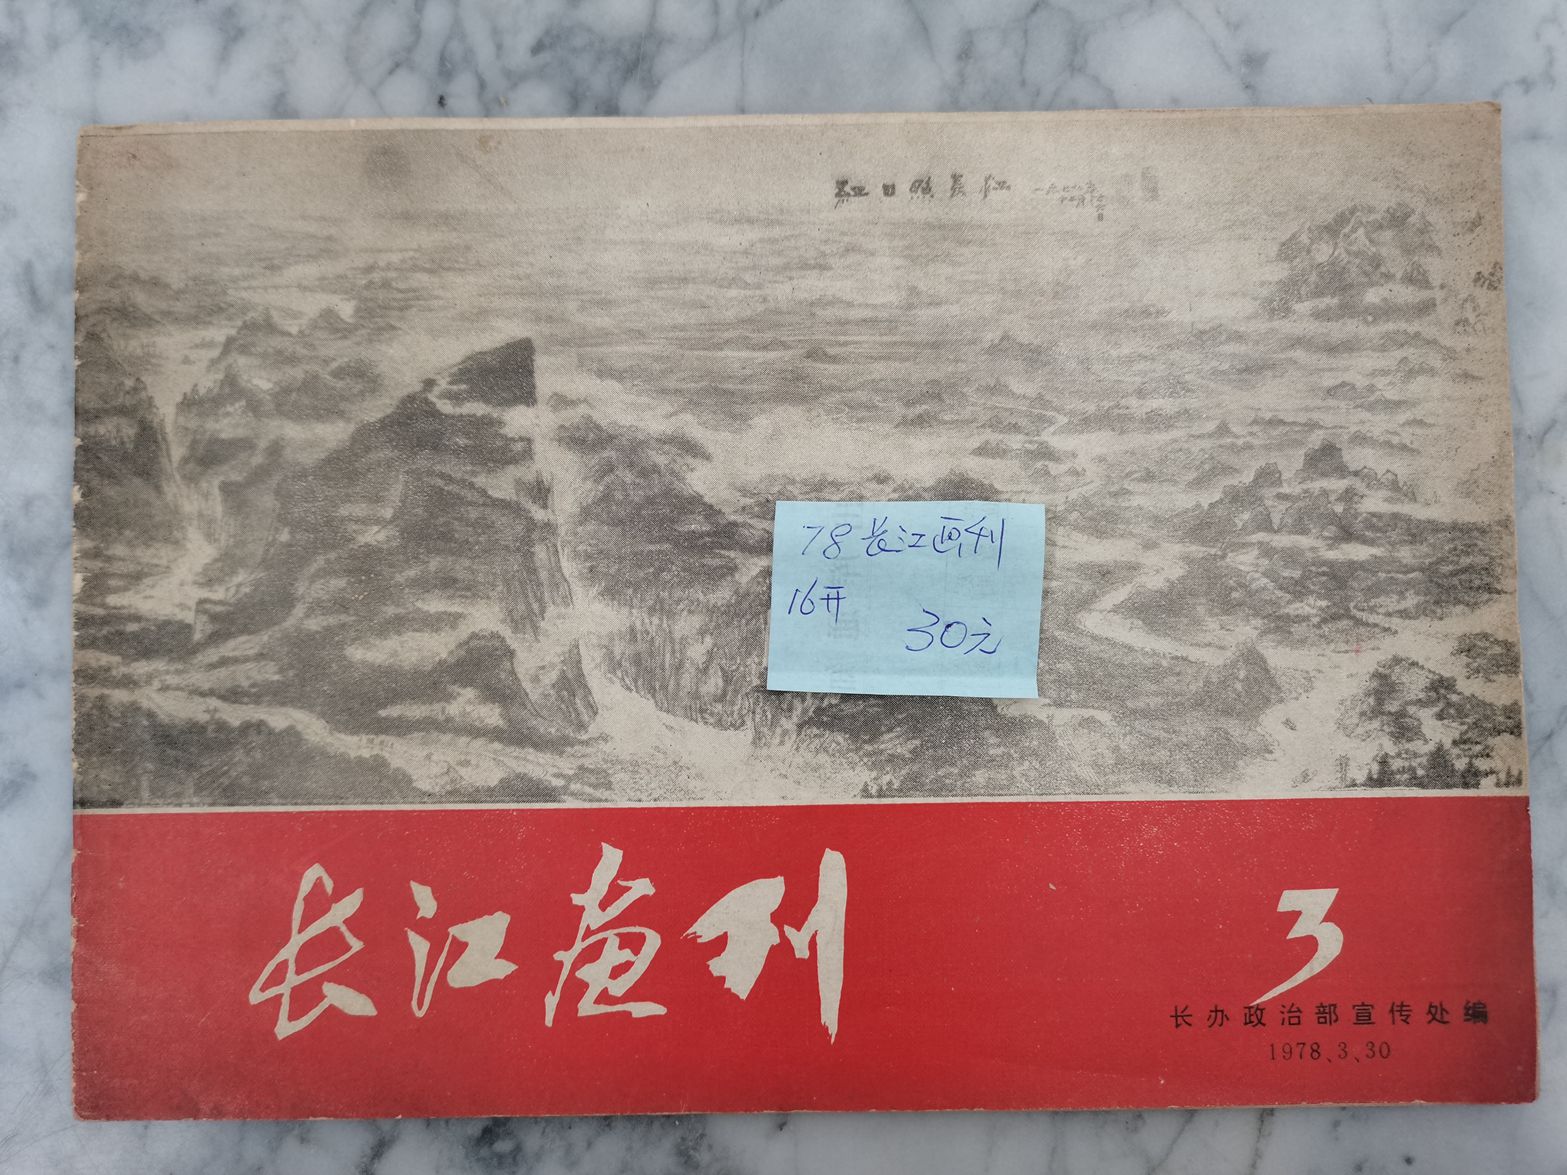 红日照长江
78长江画刊
16开
30元
长江画刊
3
长办政治部宣传处编
1978、3、30